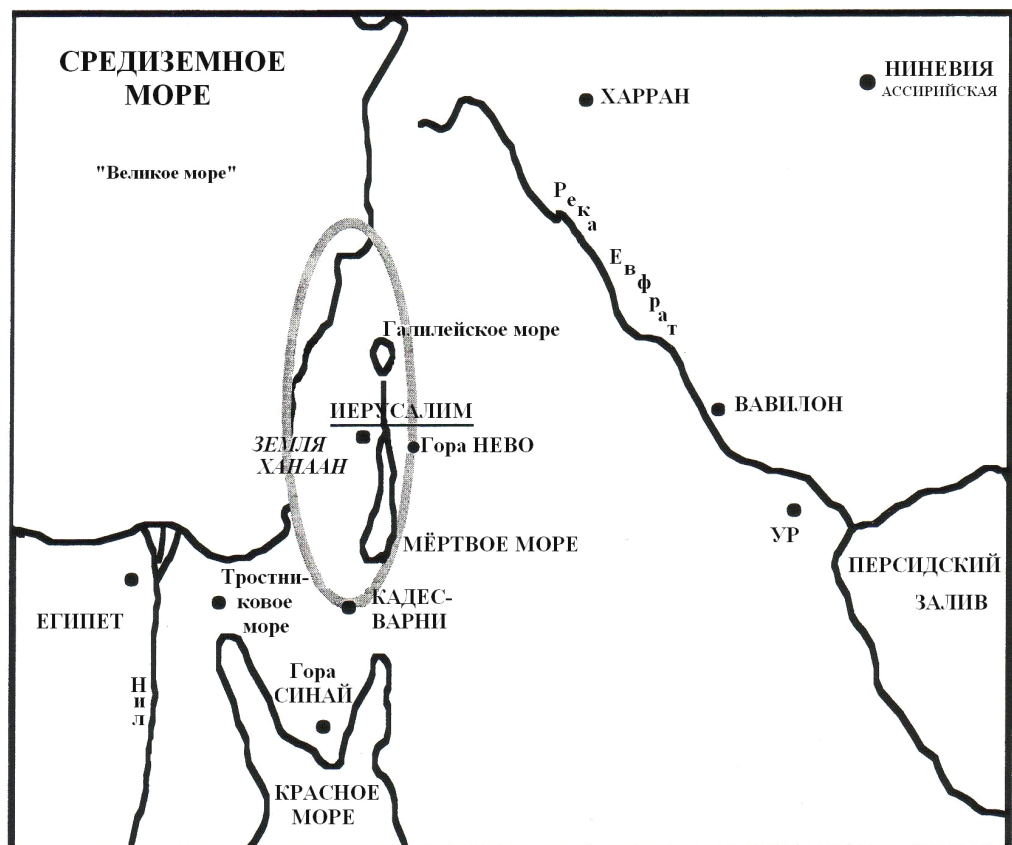 СРЕДИЗЕМНОЕ
МОРЕ
"Великое море"
ХАРРАН
НИНЕВИЯ
АССИРИЙСКАЯ
Река
Евфрат
Галилейское море
ИЕРУСАЛИМ
ВАВИЛОН
ЗЕМЛЯ
ХАНААН
Гора НЕВО
УР
МЁРТВОЕ МОРЕ
ПЕРСИДСКИЙ
ЗАЛИВ
Тростни-
ковое
море
ЕГИПЕТ
КАДЕС-
ВАРНИ
Нил
Гора
СИНАЙ
КРАСНОЕ
МОРЕ